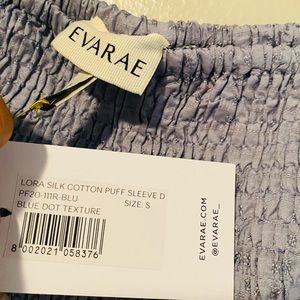 EVARAE
LORA SILK COTTON PUFF SLEEVE D
PF20-111R-BLU
BLUE DOT TEXTURE
SIZE: S
8 002021 058376
EVARAE.COM
@EVARAE_